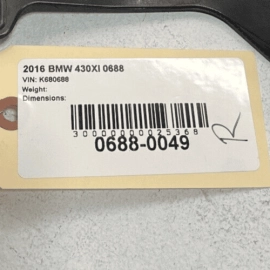 2016 BMW 430XI 0688
VIN: K680688
Weight:
Dimensions:
30000000025368
0688-0049
R